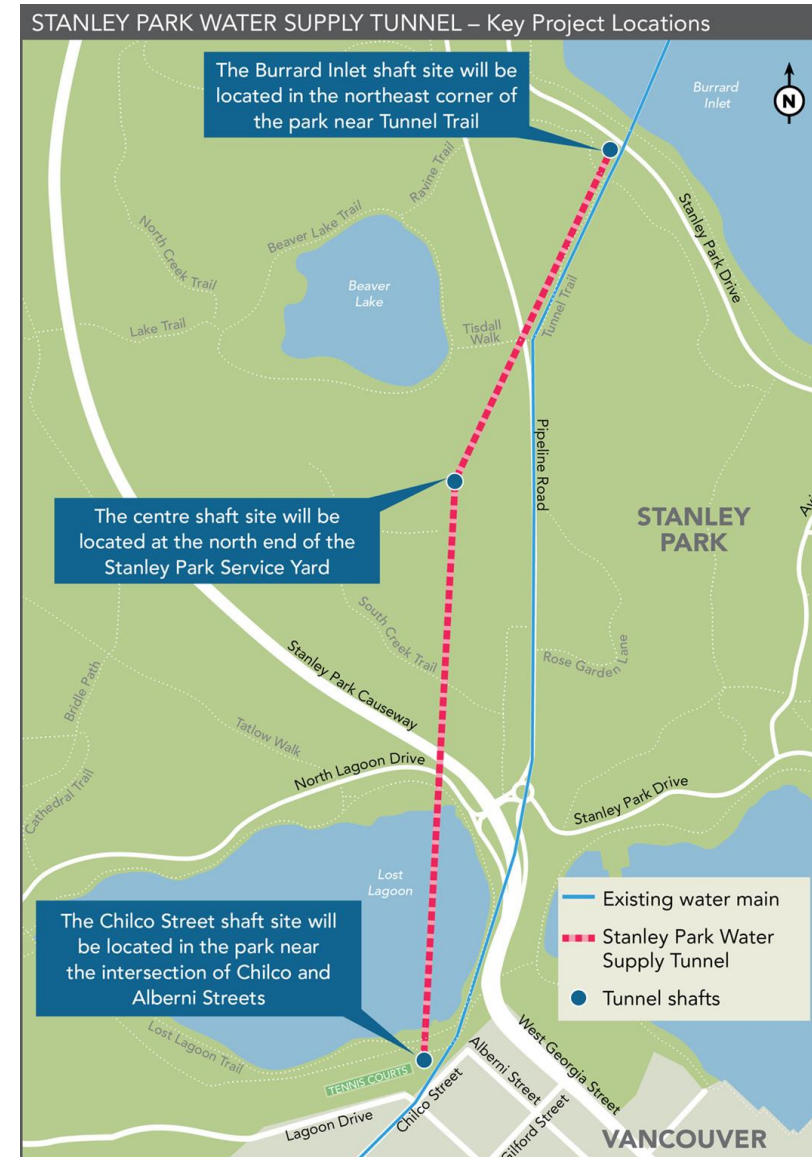 STANLEY PARK WATER SUPPLY TUNNEL – Key Project Locations
The Burrard Inlet shaft site will be
located in the northeast corner of
the park near Tunnel Trail
Burrard
Inlet
N
Ravine Trail
Stanley Park Drive
Beaver Lake Trail
North Creek Trail
Beaver
Lake
Lake Trail
Tisdall
Walk
Tunnel Trail
Pipeline Road
The centre shaft site will be
located at the north end of the
Stanley Park Service Yard
STANLEY
PARK
South Creek Trail
Rose Garden Lane
Stanley Park Causeway
Bridle Path
Tatlow Walk
North Lagoon Drive
Cathedral Trail
Stanley Park Drive
Lost
Lagoon
The Chilco Street shaft site will
be located in the park near
the intersection of Chilco and
Alberni Streets
Existing water main
Stanley Park Water
Supply Tunnel
Tunnel shafts
Lost Lagoon Trail
TENNIS COURTS
West Georgia Street
Alberni Street
Lagoon Drive
Chilco Street
Gilford Street
VANCOUVER